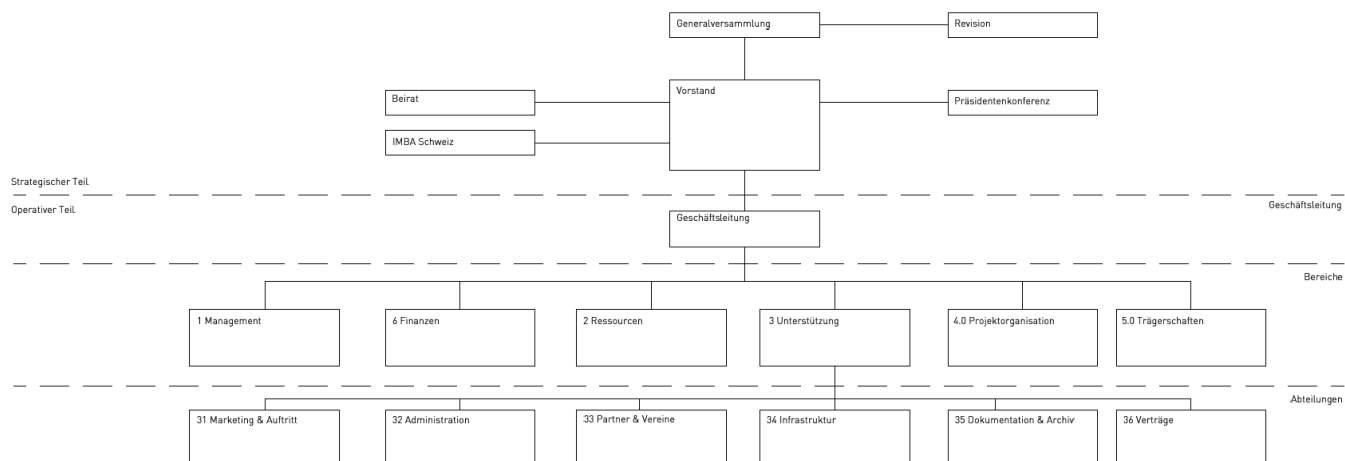 Generalversammlung
Revision
Vorstand
Beirat
Präsidentenkonferenz
IMBA Schweiz
Strategischer Teil
Operativer Teil
Geschäftsleitung
Geschäftsleitung
Bereiche
1 Management
6 Finanzen
2 Ressourcen
3 Unterstützung
4.0 Projektorganisation
5.0 Trägerschaften
Abteilungen
31 Marketing & Auftritt
32 Administration
33 Partner & Vereine
34 Infrastruktur
35 Dokumentation & Archiv
36 Verträge